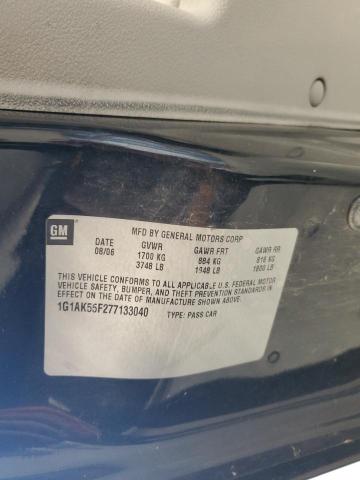 GM
MFD BY GENERAL MOTORS CORP
DATE GVWR GAWR FRT GAWR RR
08/06 1700 KG 884 KG 816 KG
3748 LB 1948 LB 1800 LB
THIS VEHICLE CONFORMS TO ALL APPLICABLE U.S. FEDERAL MOTOR
VEHICLE SAFETY, BUMPER, AND THEFT PREVENTION STANDARDS IN
EFFECT ON THE DATE OF MANUFACTURE SHOWN ABOVE.
1G1AK55F277133040 TYPE: PASS CAR